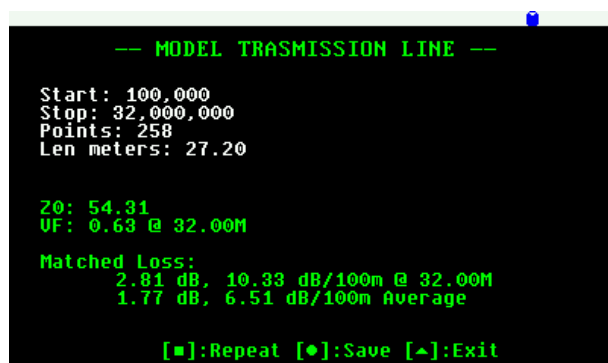 -- MODEL TRASMISSION LINE --
Start: 100,000
Stop: 32,000,000
Points: 258
Len meters: 27.20
Z0: 54.31
VF: 0.63 @ 32.00M
Matched Loss:
2.81 dB, 10.33 dB/100m @ 32.00M
1.77 dB, 6.51 dB/100m Average
[■]:Repeat [●]:Save [▲]:Exit